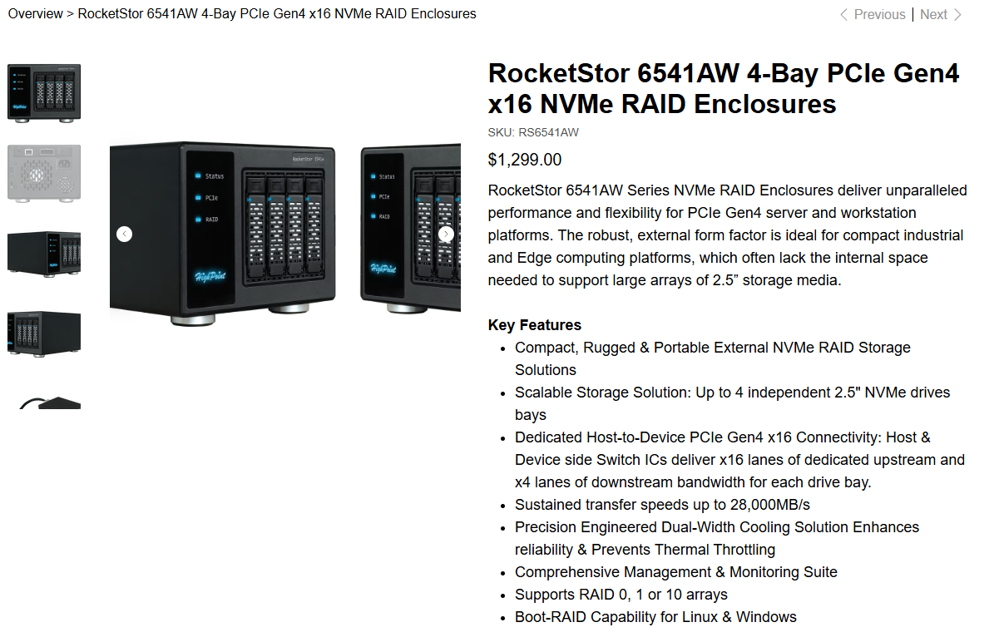 Overview > RocketStor 6541AW 4-Bay PCIe Gen4 x16 NVMe RAID Enclosures
Previous | Next
RocketStor 6541AW 4-Bay PCIe Gen4
x16 NVMe RAID Enclosures
SKU: RS6541AW
$1,299.00
RocketStor 6541AW Series NVMe RAID Enclosures deliver unparalleled
performance and flexibility for PCIe Gen4 server and workstation
platforms. The robust, external form factor is ideal for compact industrial
and Edge computing platforms, which often lack the internal space
needed to support large arrays of 2.5” storage media.
Key Features
• Compact, Rugged & Portable External NVMe RAID Storage
Solutions
• Scalable Storage Solution: Up to 4 independent 2.5" NVMe drives
bays
• Dedicated Host-to-Device PCIe Gen4 x16 Connectivity: Host &
Device side Switch ICs deliver x16 lanes of dedicated upstream and
x4 lanes of downstream bandwidth for each drive bay.
• Sustained transfer speeds up to 28,000MB/s
• Precision Engineered Dual-Width Cooling Solution Enhances
reliability & Prevents Thermal Throttling
• Comprehensive Management & Monitoring Suite
• Supports RAID 0, 1 or 10 arrays
• Boot-RAID Capability for Linux & Windows
RocketStor
Status
PCIe
RAID
HighPoint
Status
PCIe
RAID
HighPoint
HighPoint